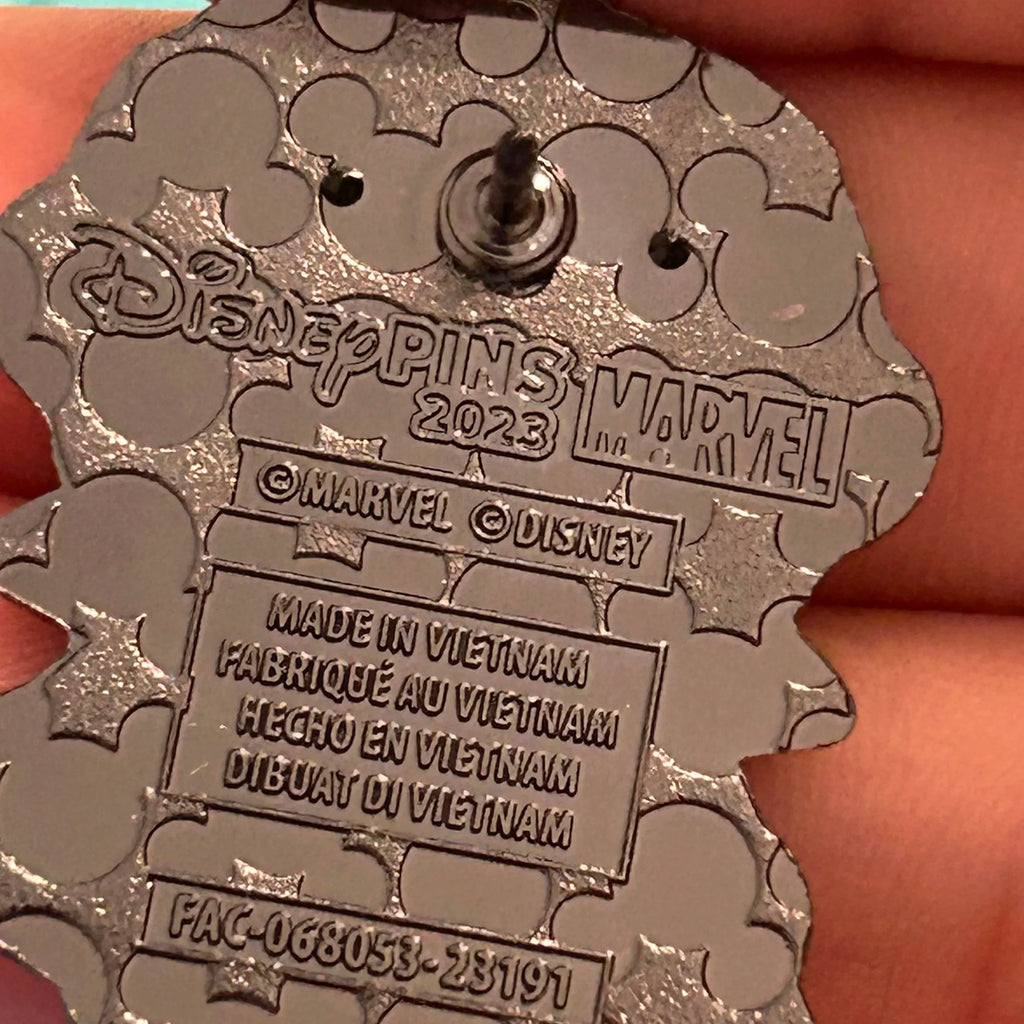 DISNEY PINS MARVEL
2023
©MARVEL ©DISNEY
MADE IN VIETNAM
FABRIQUÉ AU VIETNAM
HECHO EN VIETNAM
DIBUAT DI VIETNAM
FAC-068053-23191